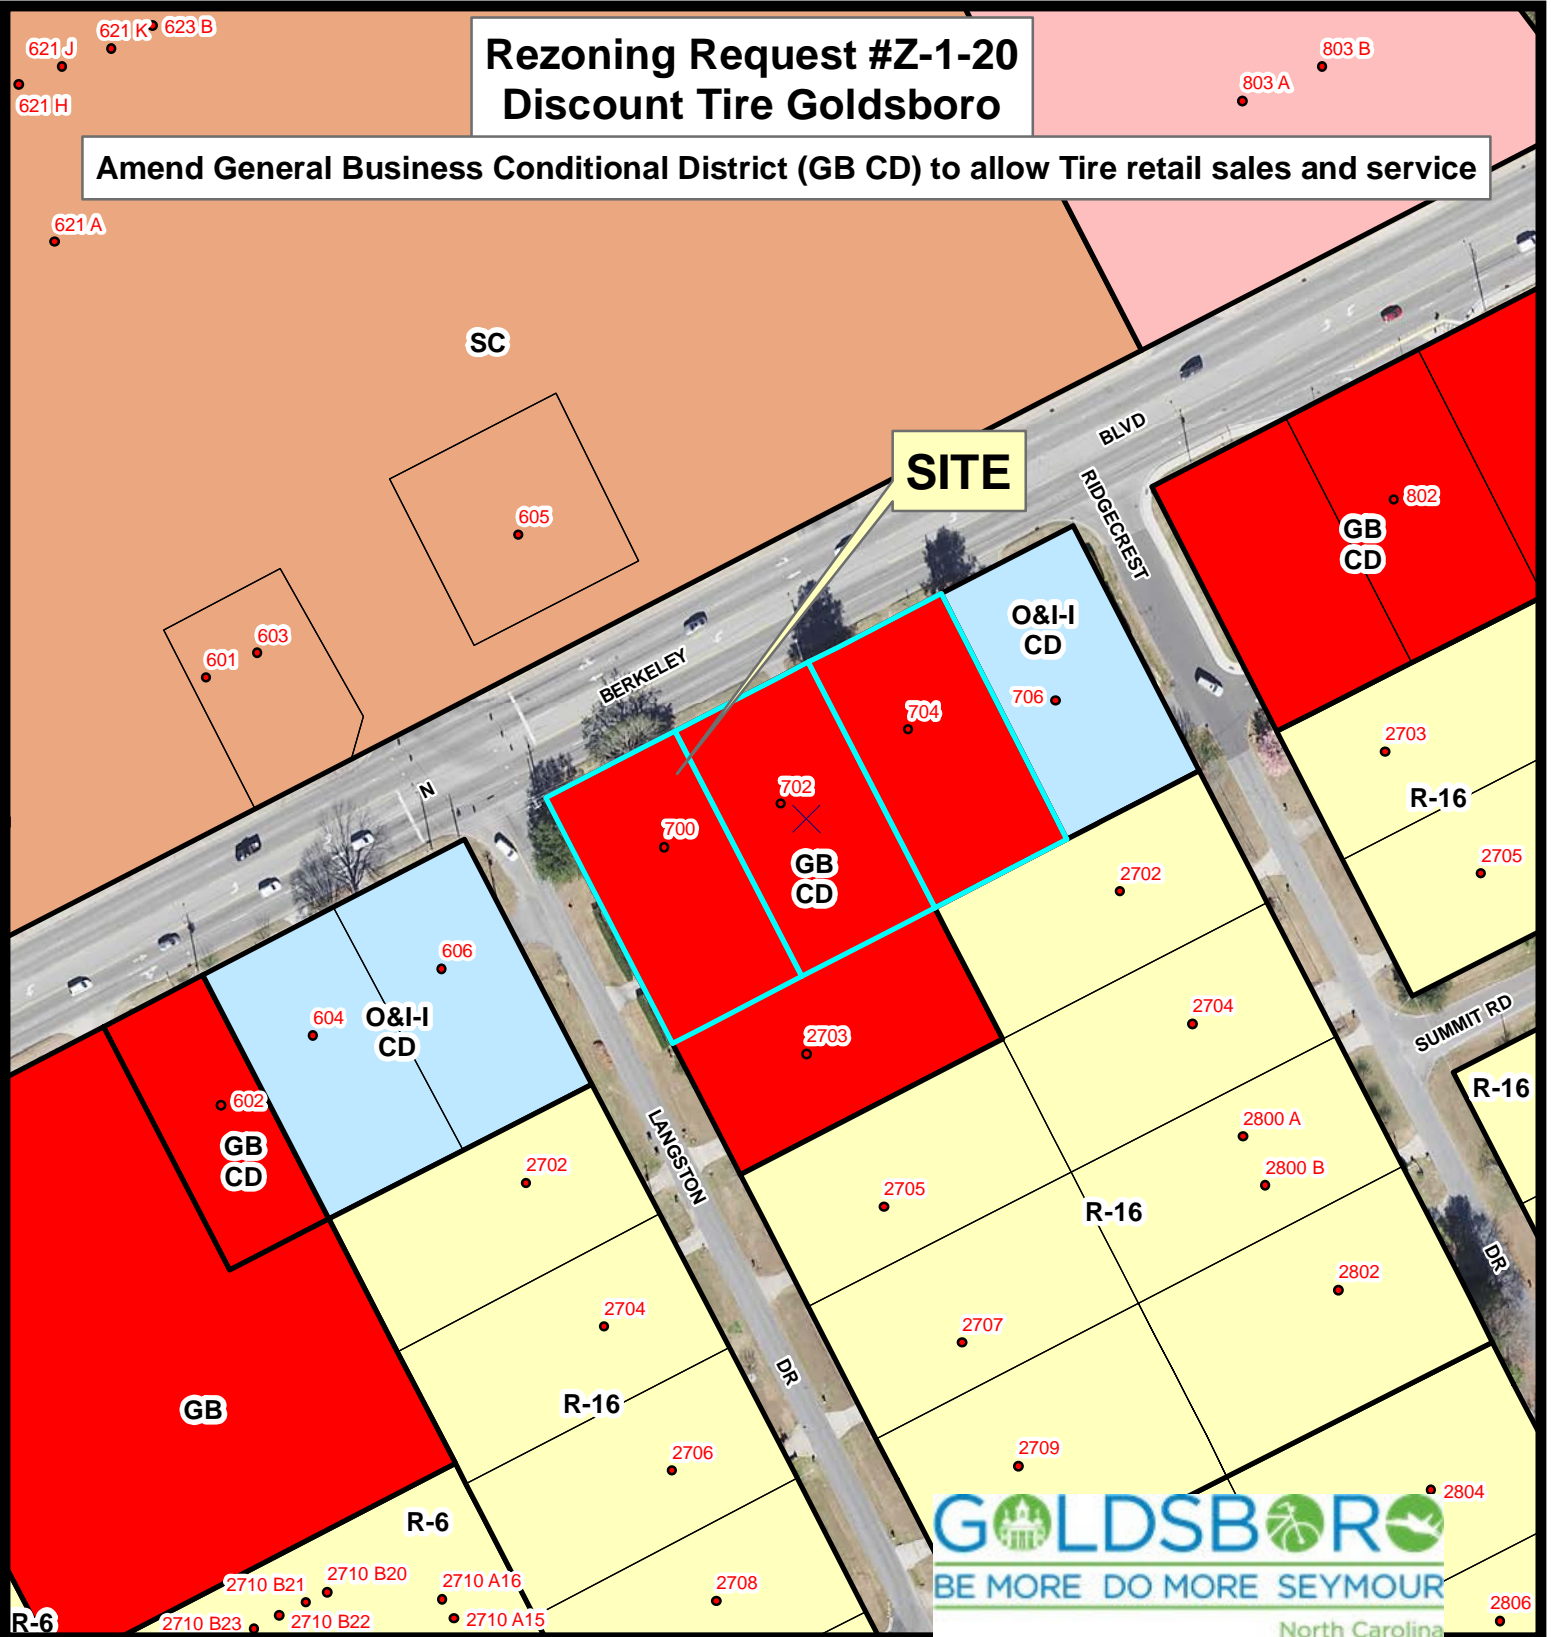 Rezoning Request #Z-1-20
Discount Tire Goldsboro
Amend General Business Conditional District (GB CD) to allow Tire retail sales and service
621 K
623 B
621 J
621 H
803 B
803 A
621 A
SC
BLVD
SITE
RIDGECREST
802
GB
CD
605
O&I-I
CD
603
601
BERKELEY
706
704
2703
N
702
R-16
700
GB
CD
2705
2702
606
604
O&I-I
CD
2704
SUMMIT RD
2703
R-16
602
GB
CD
LANGSTON
2800 A
2702
2800 B
2705
R-16
DR
2802
2704
2707
DR
R-16
GB
2709
2706
2804
R-6
GOLDSBORO
BE MORE DO MORE SEYMOUR
North Carolina
2710 B20
2710 B21
2710 A16
2708
2710 B22
2710 A15
2710 B23
R-6
2806